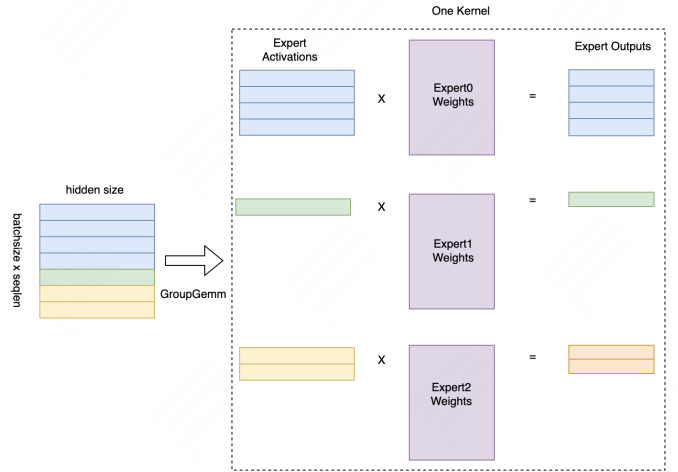 One Kernel
Expert
Activations
Expert Outputs
X
Expert0
Weights
=
hidden size
batchsize x seqlen
GroupGemm
X
Expert1
Weights
=
X
Expert2
Weights
=